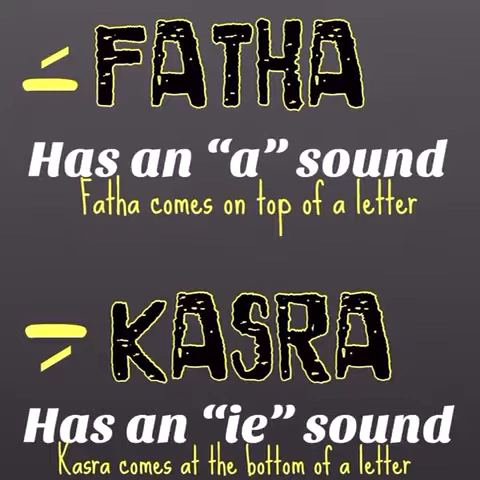 FATHA
Has an “a” sound
Fatha comes on top of a letter
KASRA
Has an “ie” sound
Kasra comes at the bottom of a letter